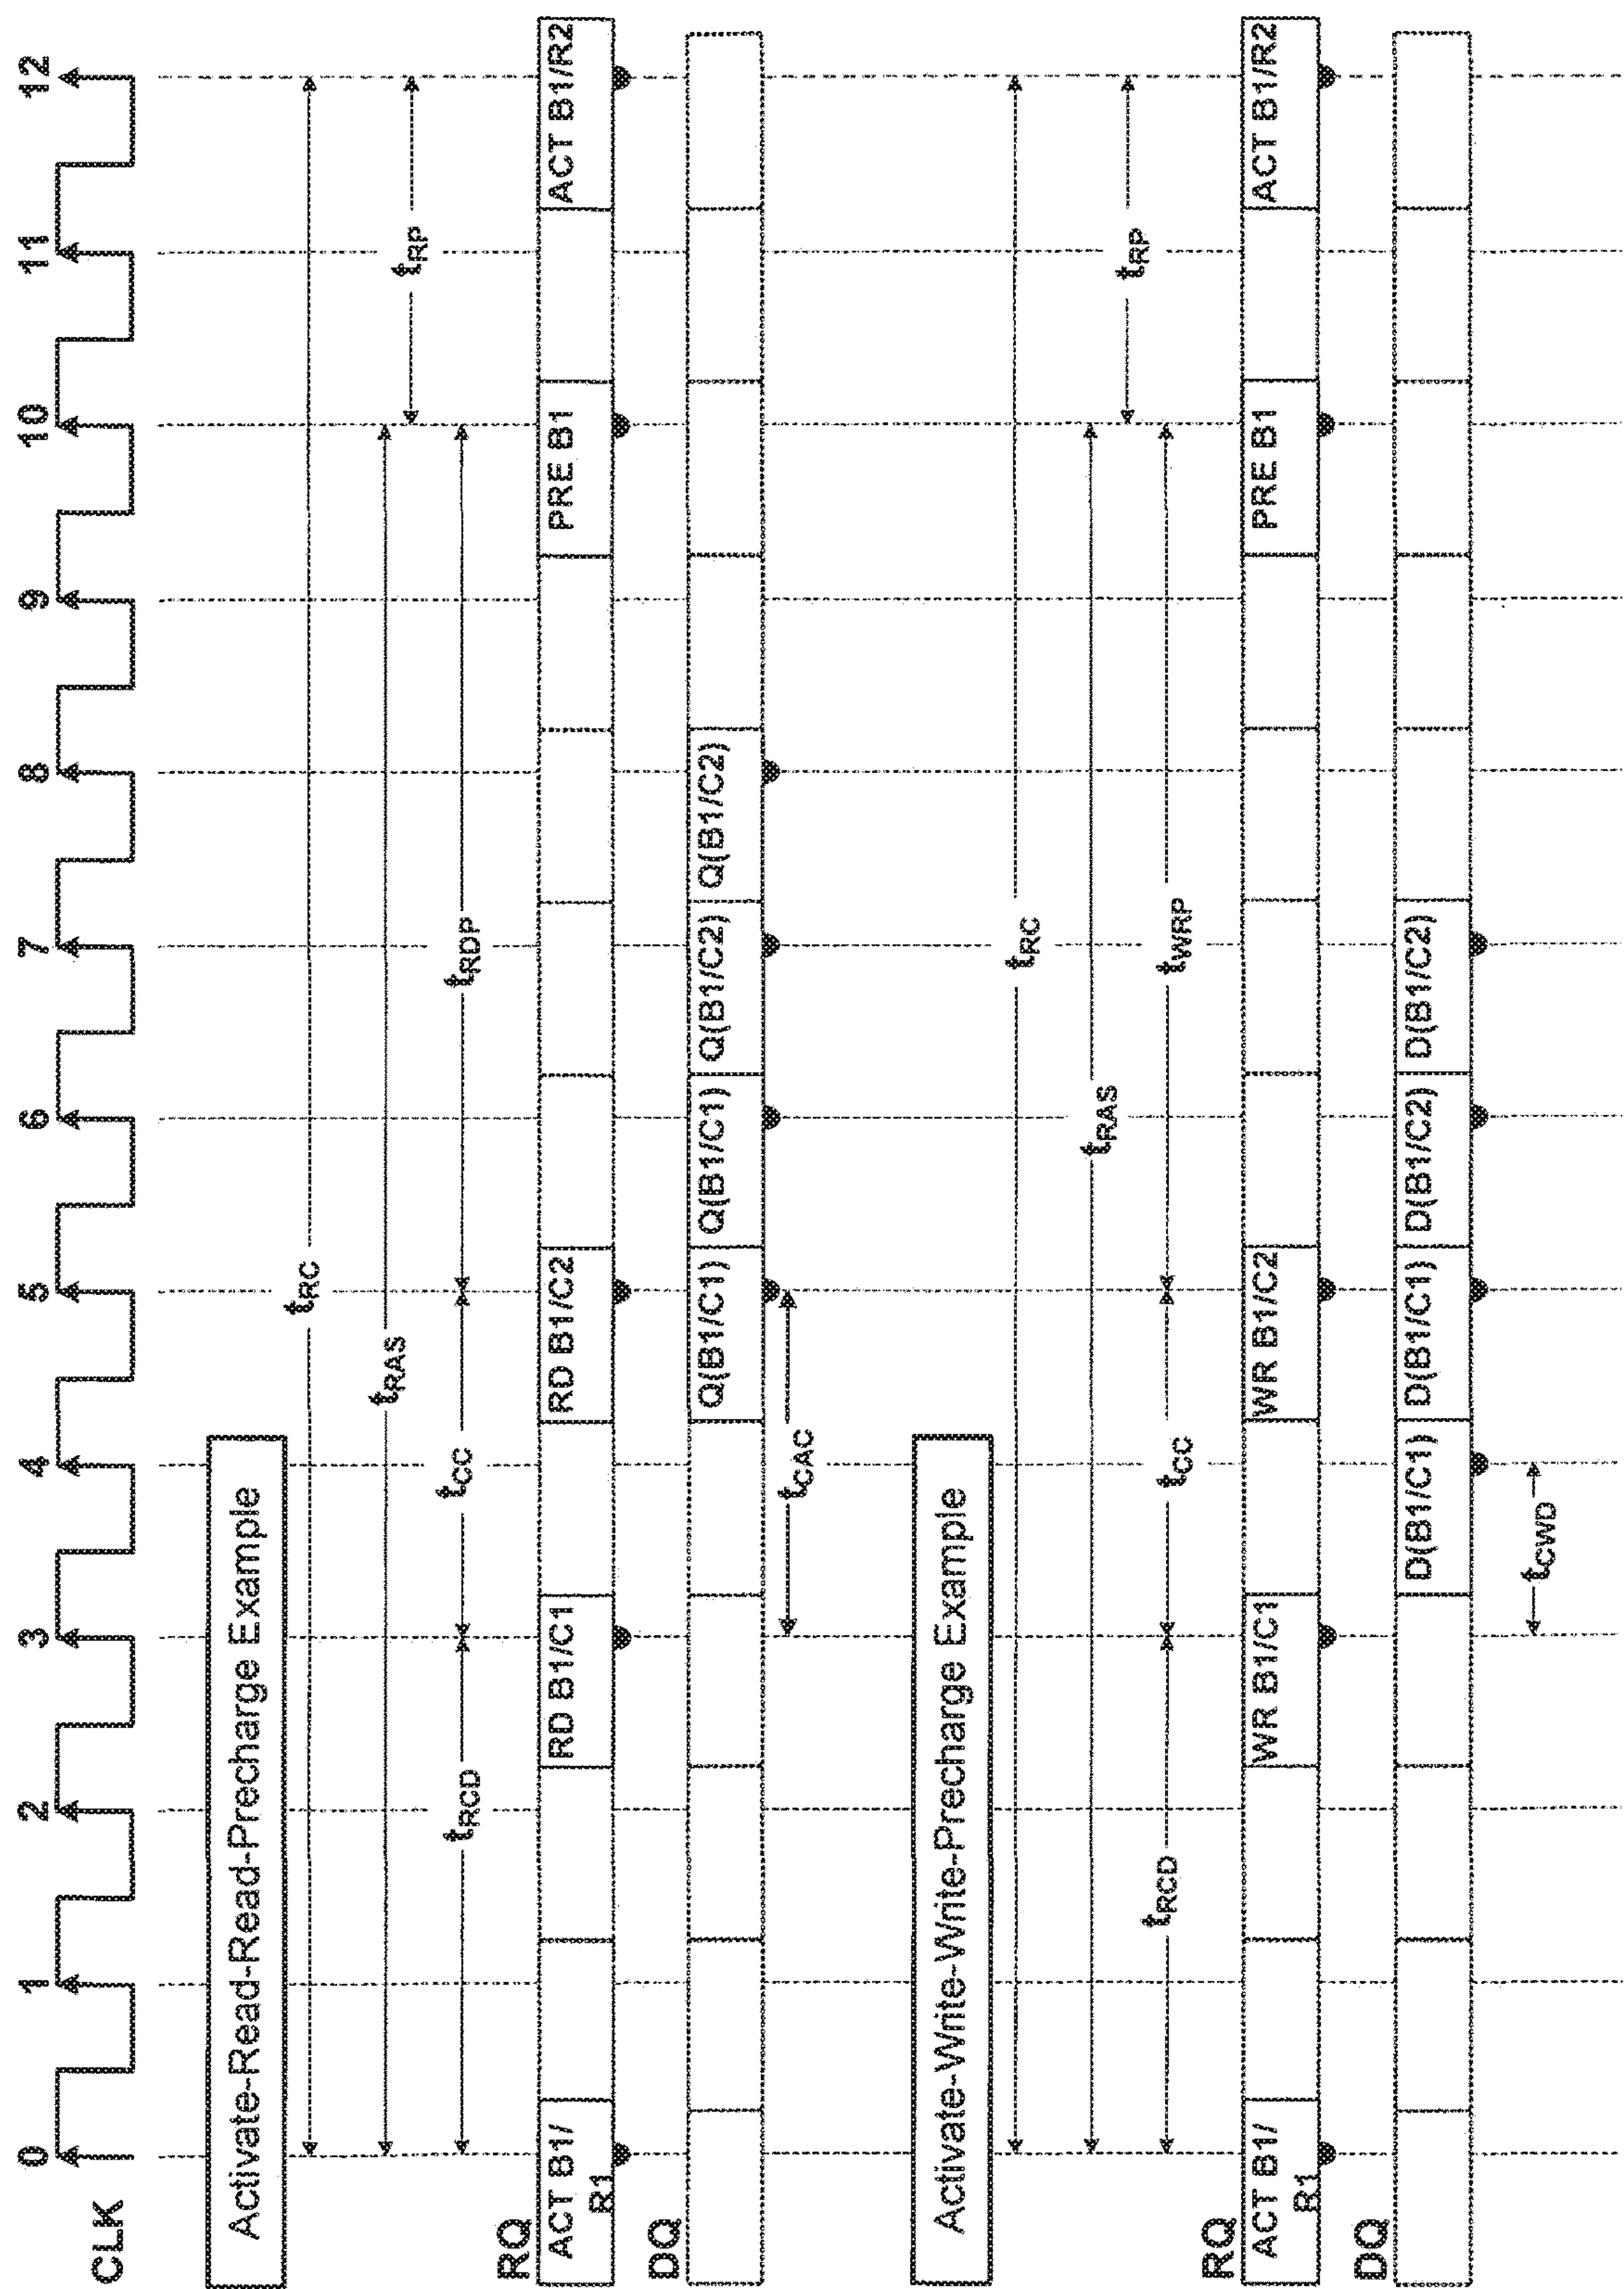 CLK 0 1 2 3 4 5 6 7 8 9 10 11 12
Activate-Read-Read-Precharge Example
tRC
tRAS
tRP
tRCD tCC tRDP
RQ
ACT B1/ RD B1/C1 RD B1/C2 PRE B1 ACT B1/R2
R1
DQ
Q(B1/C1) Q(B1/C1) Q(B1/C2) Q(B1/C2)
tCAC
Activate-Write-Write-Precharge Example
tRC
tRAS
tRP
tRCD tCC tWRP
RQ
ACT B1/ WR B1/C1 WR B1/C2 PRE B1 ACT B1/R2
R1
DQ
D(B1/C1) D(B1/C1) D(B1/C2) D(B1/C2)
tCWD